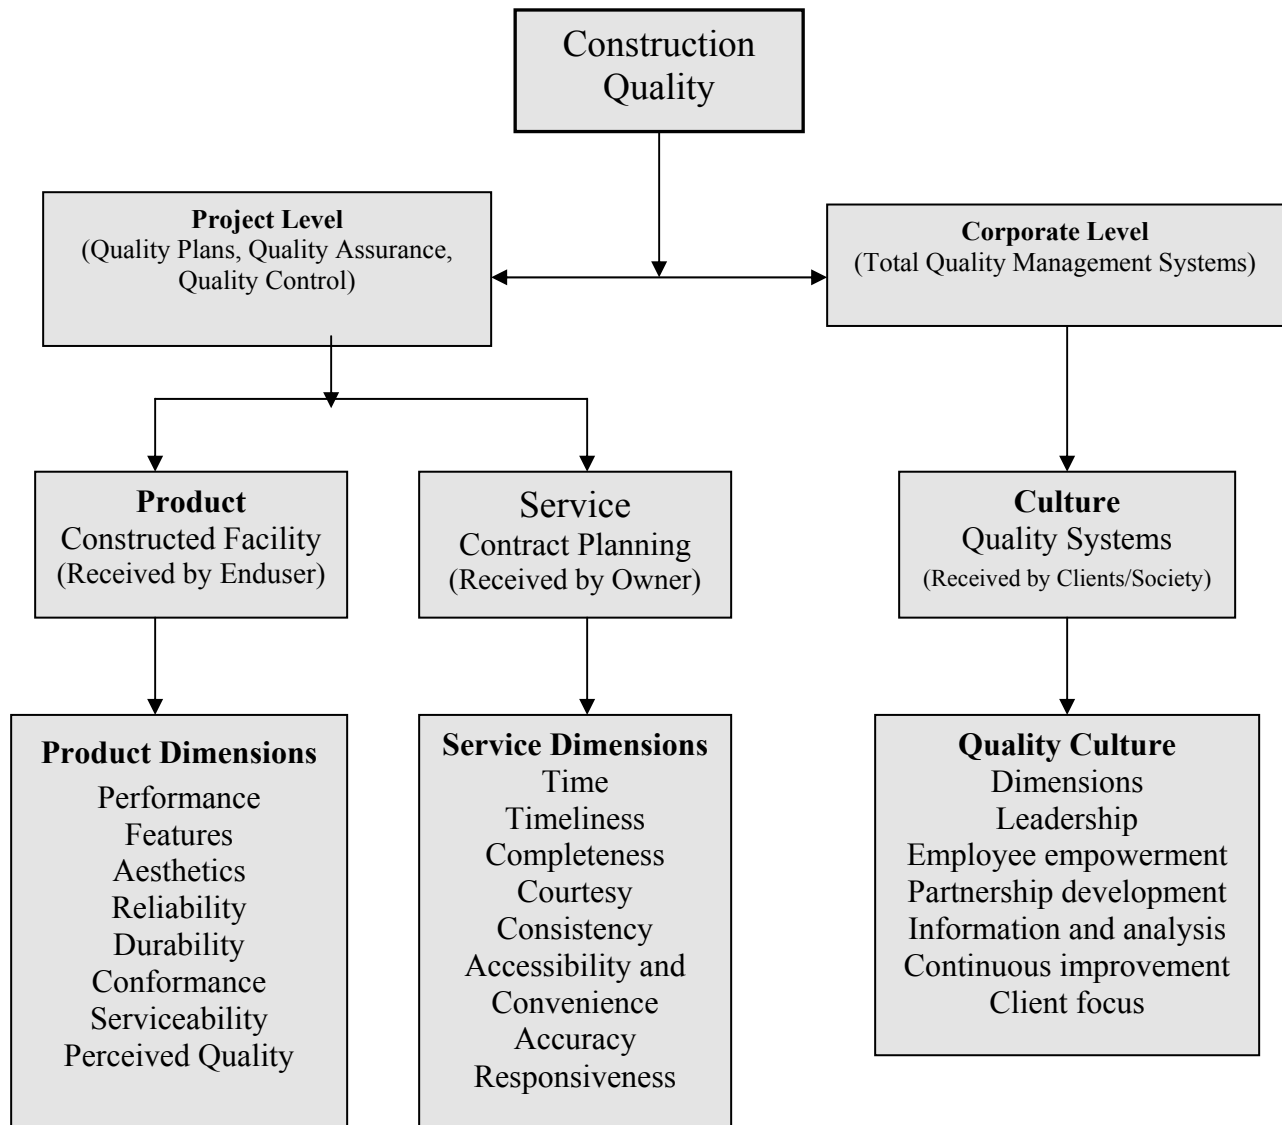 Construction
Quality
Project Level
(Quality Plans, Quality Assurance,
Quality Control)
Corporate Level
(Total Quality Management Systems)
Product
Constructed Facility
(Received by Enduser)
Service
Contract Planning
(Received by Owner)
Culture
Quality Systems
(Received by Clients/Society)
Product Dimensions
Performance
Features
Aesthetics
Reliability
Durability
Conformance
Serviceability
Perceived Quality
Service Dimensions
Time
Timeliness
Completeness
Courtesy
Consistency
Accessibility and
Convenience
Accuracy
Responsiveness
Quality Culture
Dimensions
Leadership
Employee empowerment
Partnership development
Information and analysis
Continuous improvement
Client focus